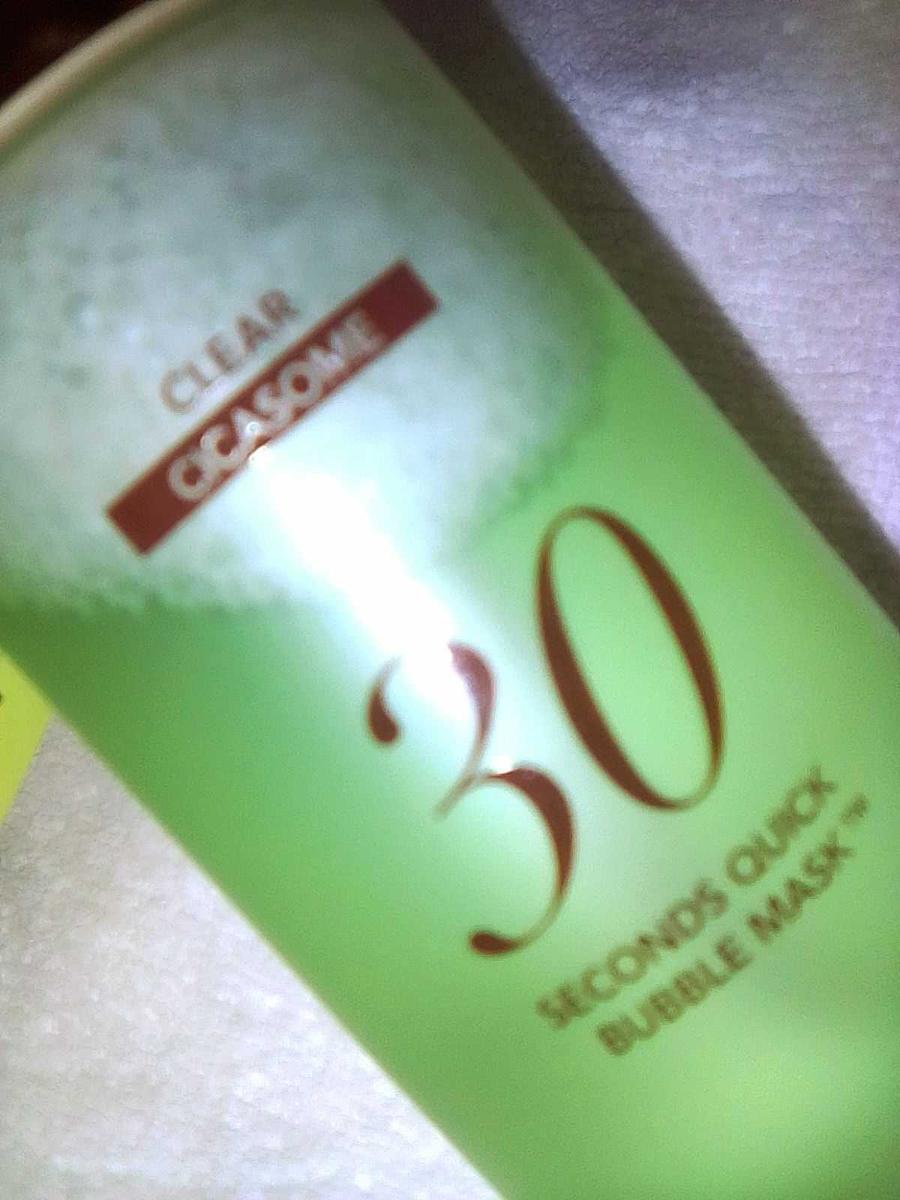 CLEAR
CICASOME
30
SECONDS QUICK
BUBBLE MASK™